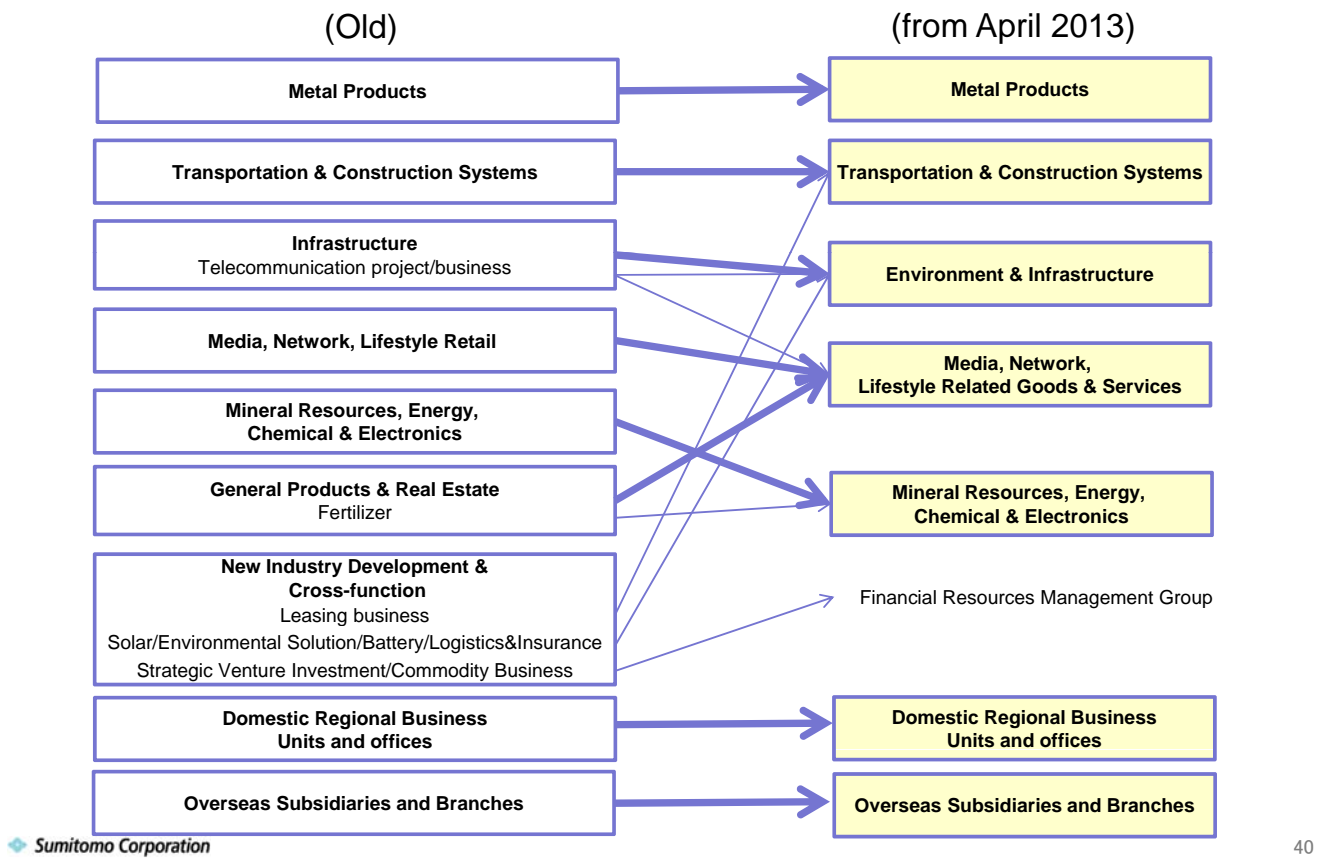 (Old)
(from April 2013)
Metal Products
Metal Products
Transportation & Construction Systems
Transportation & Construction Systems
Infrastructure
Telecommunication project/business
Environment & Infrastructure
Media, Network, Lifestyle Retail
Media, Network,
Lifestyle Related Goods & Services
Mineral Resources, Energy,
Chemical & Electronics
General Products & Real Estate
Fertilizer
Mineral Resources, Energy,
Chemical & Electronics
New Industry Development &
Cross-function
Leasing business
Solar/Environmental Solution/Battery/Logistics&Insurance
Strategic Venture Investment/Commodity Business
Financial Resources Management Group
Domestic Regional Business
Units and offices
Domestic Regional Business
Units and offices
Overseas Subsidiaries and Branches
Overseas Subsidiaries and Branches
Sumitomo Corporation
40